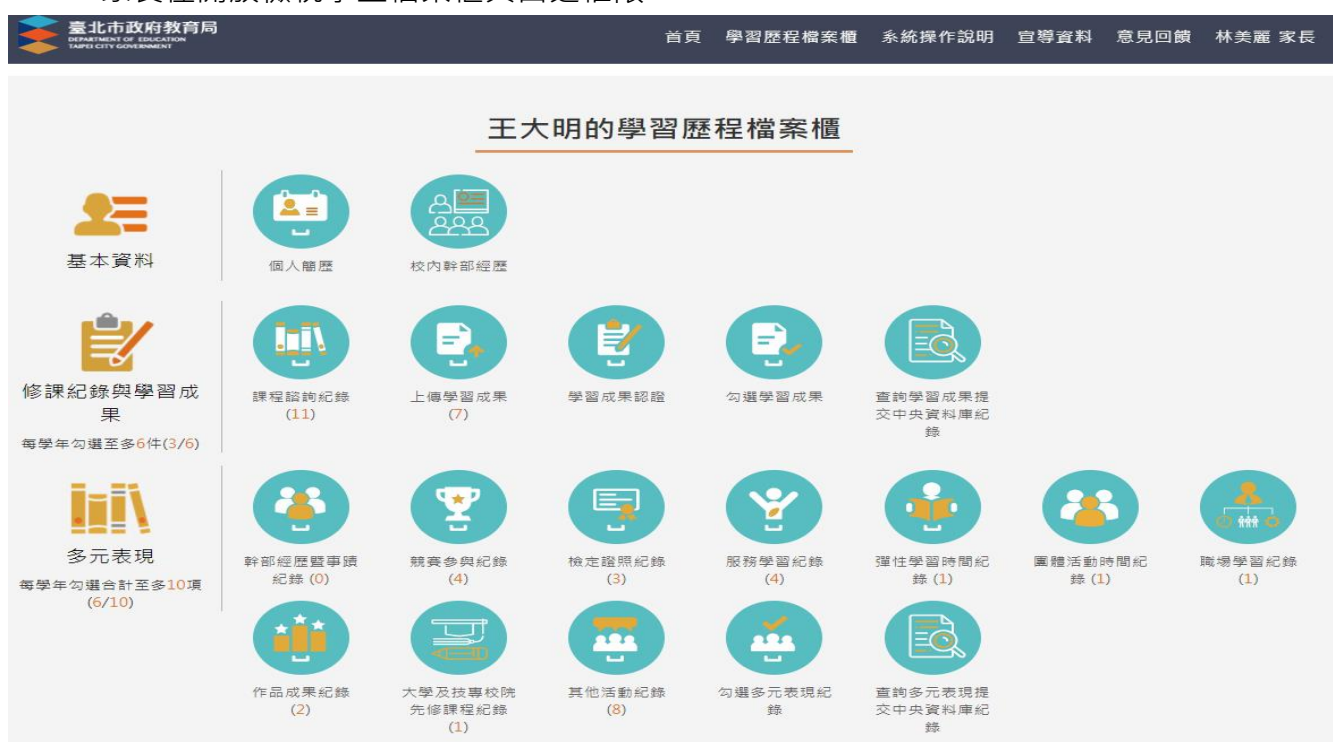 臺北市政府教育局
DEPARTMENT OF EDUCATION
TAIPEI CITY GOVERNMENT
首頁 學習歷程檔案櫃 系統操作說明 宣導資料 意見回饋 林美麗 家長
王大明的學習歷程檔案櫃
基本資料
個人簡歷
校內幹部經歷
修課紀錄與學習成
果
每學年勾選至多6件(3/6)
課程諮詢紀錄
(11)
上傳學習成果
(7)
學習成果認證
勾選學習成果
查詢學習成果提
交中央資料庫紀
錄
多元表現
每學年勾選合計至多10項
(6/10)
幹部經歷暨事蹟
紀錄 (0)
競賽參與紀錄
(4)
檢定證照紀錄
(3)
服務學習紀錄
(4)
彈性學習時間紀
錄 (1)
團體活動時間紀
錄 (1)
職場學習紀錄
(1)
作品成果紀錄
(2)
大學及技專校院
先修課程紀錄
(1)
其他活動紀錄
(8)
勾選多元表現紀
錄
查詢多元表現提
交中央資料庫紀
錄